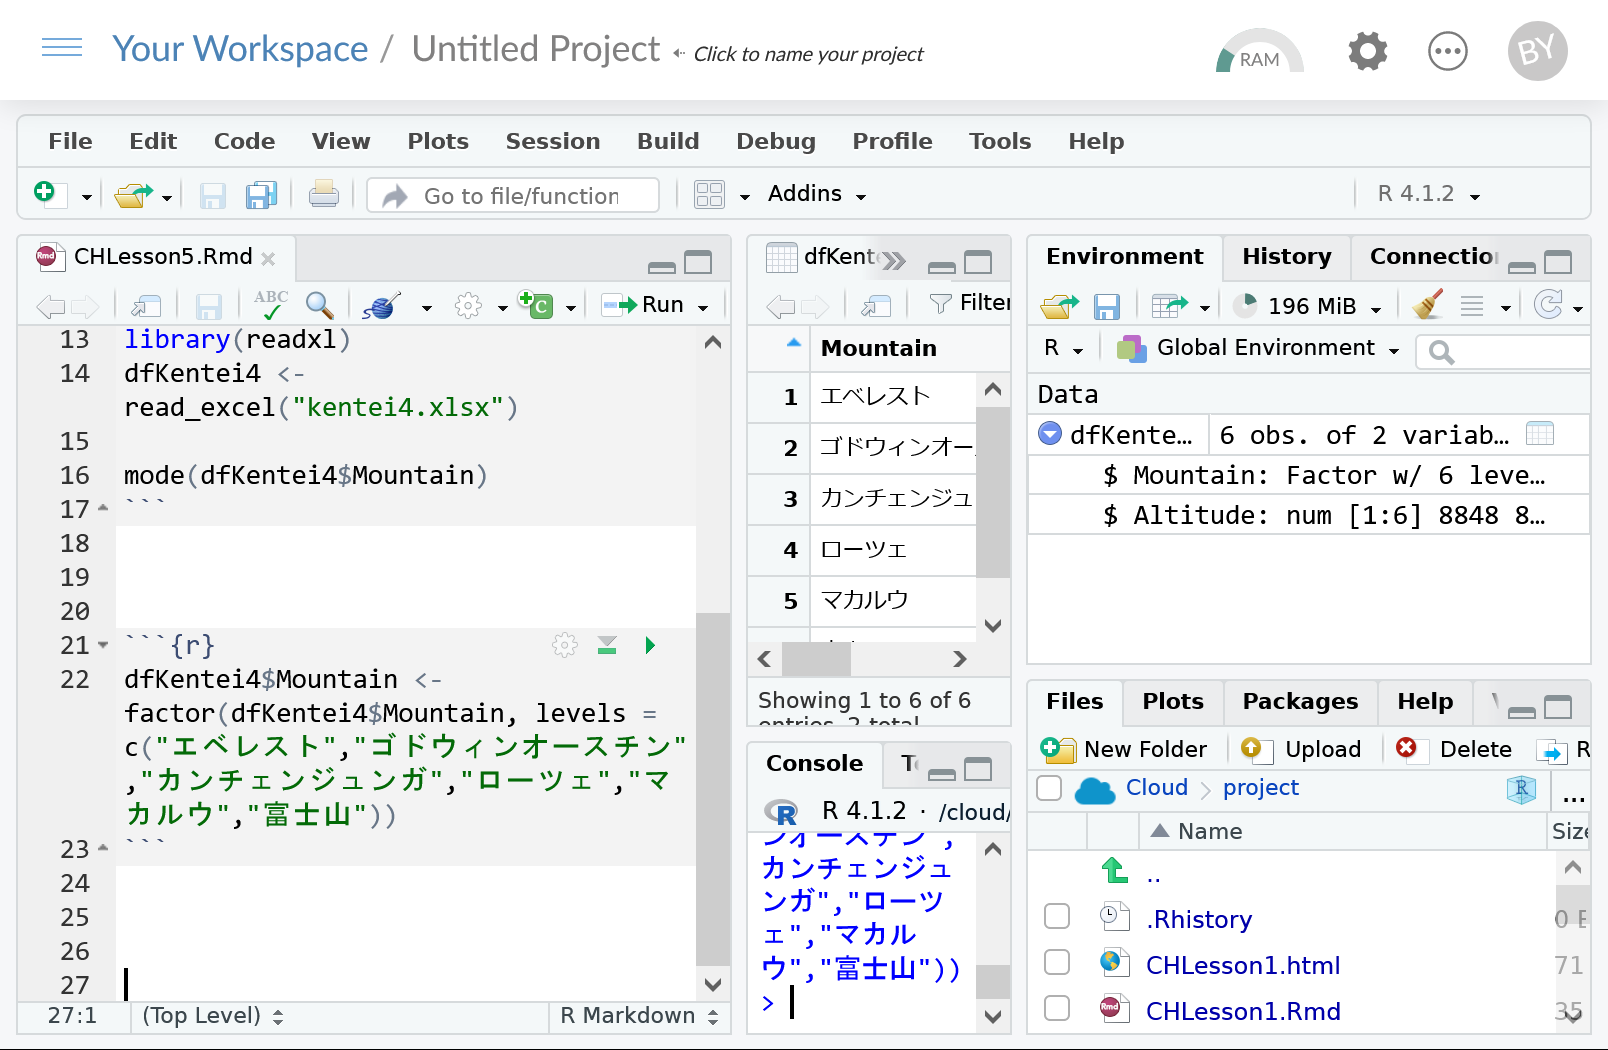 Your Workspace / Untitled Project Click to name your project
RAM
BY
File Edit Code View Plots Session Build Debug Profile Tools Help
Go to file/function Addins R 4.1.2
CHLesson5.Rmd
ABC Run
13 library(readxl)
14 dfKentei4 <-
read_excel("kentei4.xlsx")
15
16 mode(dfKentei4$Mountain)
17 ```
18
19
20
21 ```{r}
22 dfKentei4$Mountain <-
factor(dfKentei4$Mountain, levels =
c("エベレスト","ゴドウィンオースチン"
,"カンチェンジュンガ","ローツェ","マ
カルウ","富士山"))
23 ```
24
25
26
27
27:1 (Top Level) R Markdown
dfKent
Filter
Mountain
1 エベレスト
2 ゴドウィンオー
3 カンチェンジュ
4 ローツェ
5 マカルウ
Showing 1 to 6 of 6
entries, 2 total
Console
R 4.1.2 · /cloud/
ンオースチン",
カンチェンジュ
ンガ","ローツ
ェ","マカル
ウ","富士山"))
>
Environment History Connectio
196 MiB
R Global Environment
Data
dfKente… 6 obs. of 2 variab…
$ Mountain: Factor w/ 6 leve…
$ Altitude: num [1:6] 8848 8…
Files Plots Packages Help
New Folder Upload Delete R
Cloud project R ...
Name Size
..
.Rhistory 0 B
CHLesson1.html 71
CHLesson1.Rmd 35